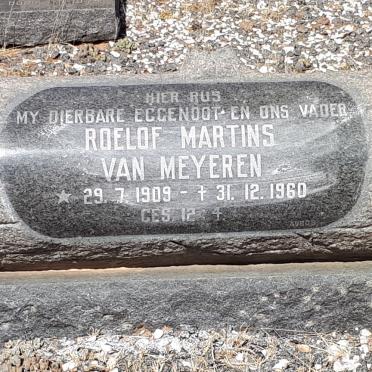 HIER RUS
MY DIERBARE EGGENOOT EN ONS VADER
ROELOF MARTINS
VAN MEYEREN
★ 29. 7. 1909 - † 31. 12. 1960
GES. 12